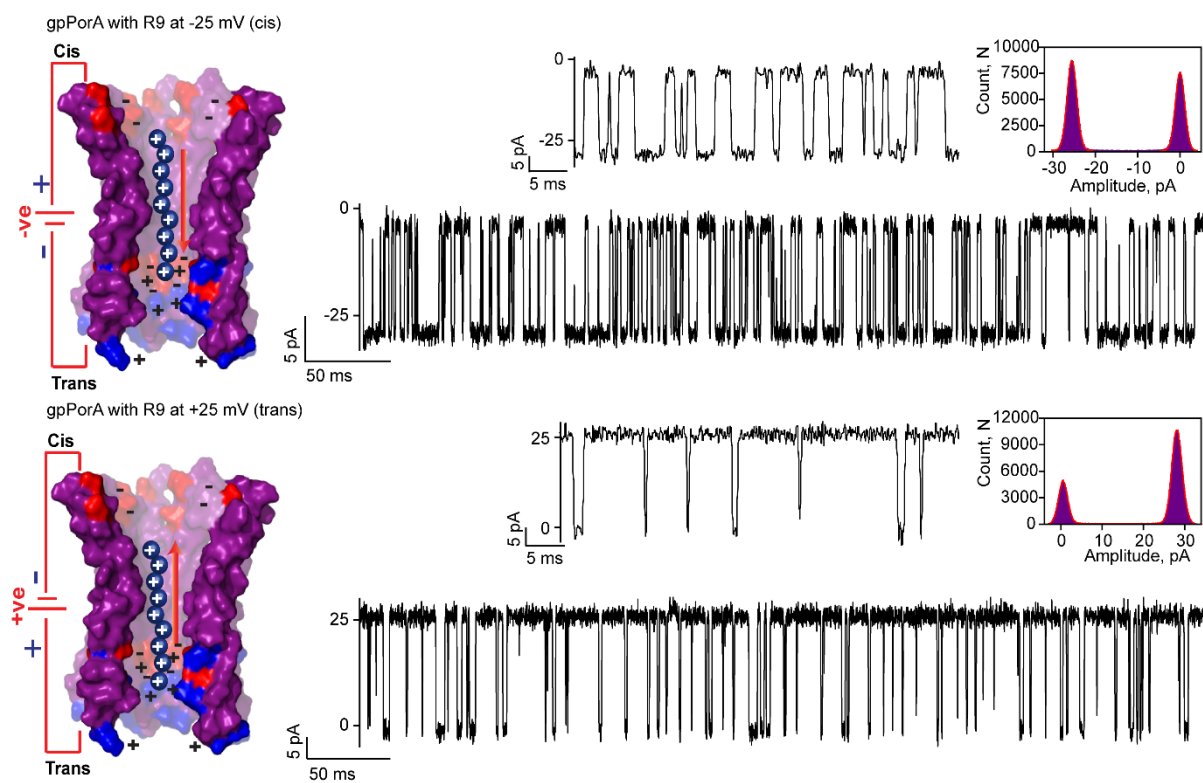 gpPorA with R9 at -25 mV (cis)
Cis
- -
+
-ve
-
- -
+ +
- -
+ +
+ +
Trans
0
-25
5 pA
5 ms
10000
7500
5000
2500
0
Count, N
-30 -20 -10 0
Amplitude, pA
0
-25
5 pA
50 ms
gpPorA with R9 at +25 mV (trans)
Cis
- -
-
+ve
+
- -
+ +
- -
+ +
+ +
Trans
25
0
5 pA
5 ms
12000
9000
6000
3000
0
Count, N
0 10 20 30
Amplitude, pA
25
0
5 pA
50 ms